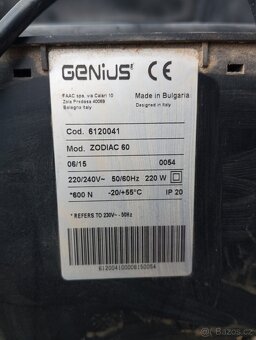 GENIUS CE
FAAC spa, via Calari 10
Zola Predosa 40069
Bologna Italy
Made in Bulgaria
Designed in Italy
Cod. 6120041
Mod. ZODIAC 60
06/15 0054
220/240V~ 50/60Hz 220 W
*600 N -20/+55°C IP 20
* REFERS TO 230V~ - 50Hz
61200410006150054
Sbazar.cz